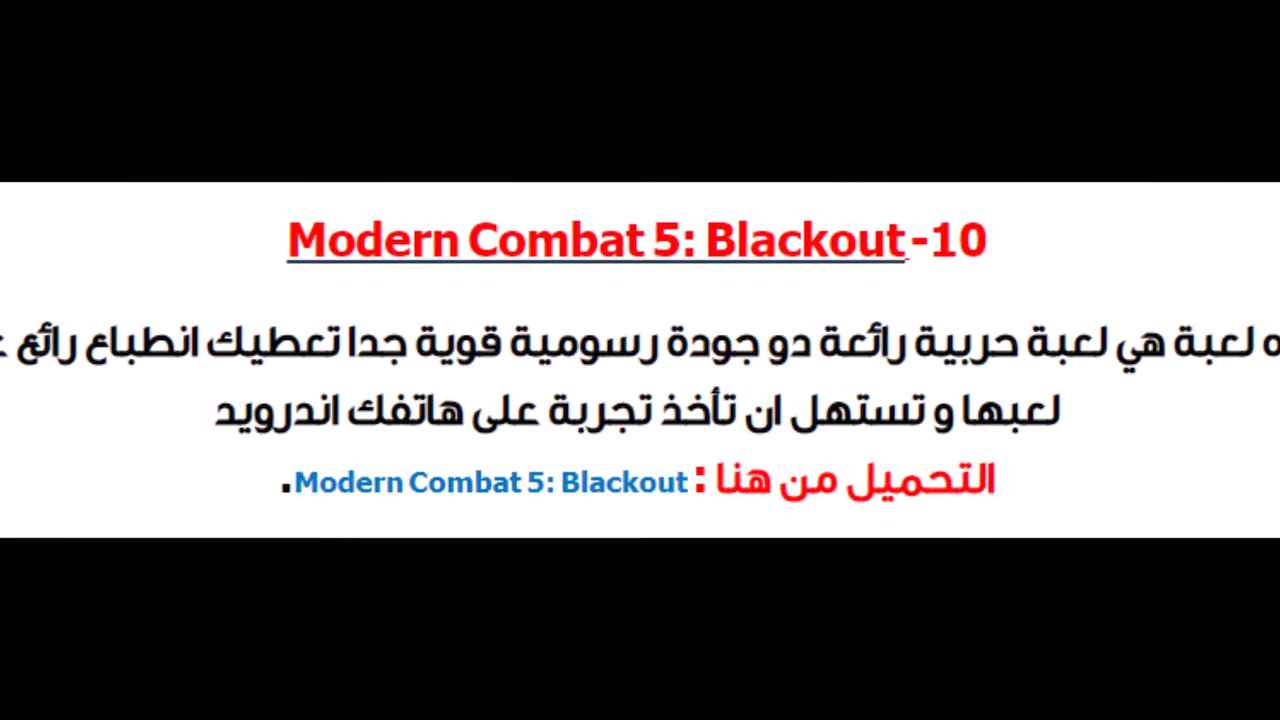 10- Modern Combat 5: Blackout
لعبة هي لعبة حربية رائعة دو جودة رسومية قوية جدا تعطيك انطباع رائع
لعبها و تستهل ان تأخذ تجربة على هاتفك اندرويد
التحميل من هنا : Modern Combat 5: Blackout.